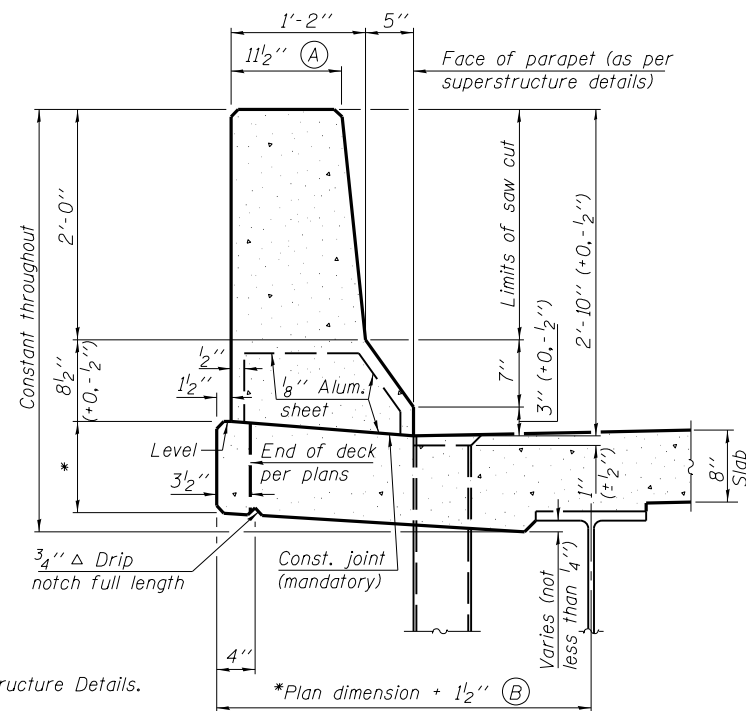 1'-2"
5"
11½" (A)
Face of parapet (as per
superstructure details)
Constant throughout
2'-0"
8½"
(+0,-½")
*
Limits of saw cut
2'-10" (+0,-½")
7"
3" (+0,-½")
½"
1½"
⅛" Alum.
sheet
Level
End of deck
per plans
3½"
1"
(±½")
8"
Slab
¾" Δ Drip
notch full length
Const. joint
(mandatory)
Varies (not
less than ¼")
4"
*Plan dimension + 1½" (B)
ructure Details.